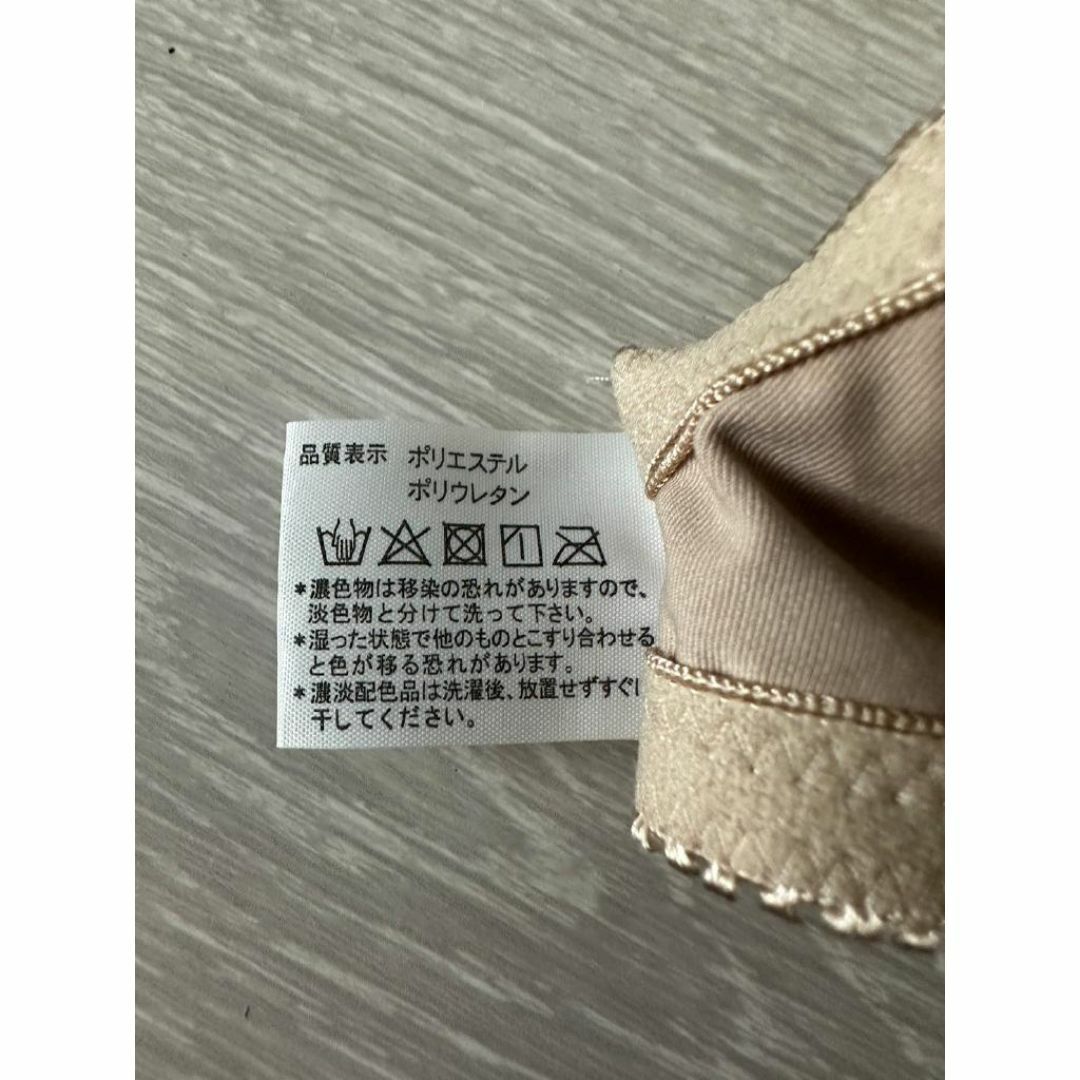 品質表示 ポリエステル
ポリウレタン
*濃色物は移染の恐れがありますので、
淡色物と分けて洗って下さい。
*湿った状態で他のものとこすり合わせる
と色が移る恐れがあります。
*濃淡配色品は洗濯後、放置せずすぐに
干してください。